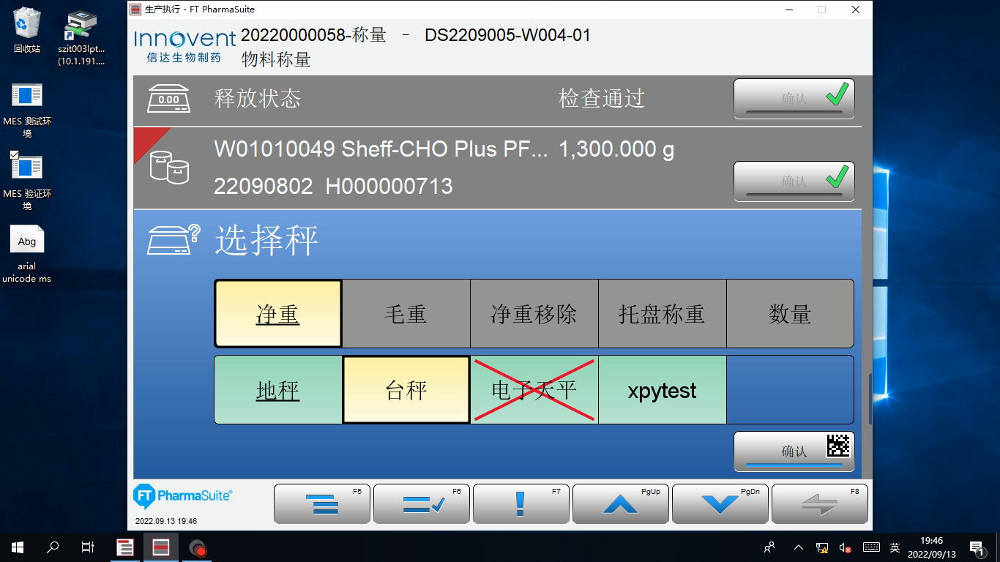 生产执行 - FT PharmaSuite
回收站
szit003lpt...
(10.1.191....
MES 测试环
境
MES 验证环
境
Abg
arial
unicode ms
Innovent
信达生物制药
20220000058-称量 - DS2209005-W004-01
物料称量
0.00
释放状态 检查通过
确认
W01010049 Sheff-CHO Plus PF... 1,300.000 g
22090802 H000000713
确认
选择秤
净重 毛重 净重移除 托盘称重 数量
地秤 台秤 电子天平 xpytest
确认
FT PharmaSuite®
2022.09.13 19:46
F5 F6 F7 PgUp PgDn F8
英
19:46
2022/09/13
1